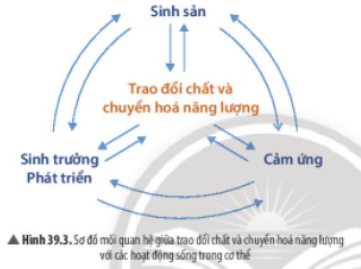 Sinh sản
Trao đổi chất và
chuyển hoá năng lượng
Sinh trưởng
Phát triển
Cảm ứng
▲ Hình 39.3. Sơ đồ mối quan hệ giữa trao đổi chất và chuyển hoá năng lượng
với các hoạt động sống trong cơ thể